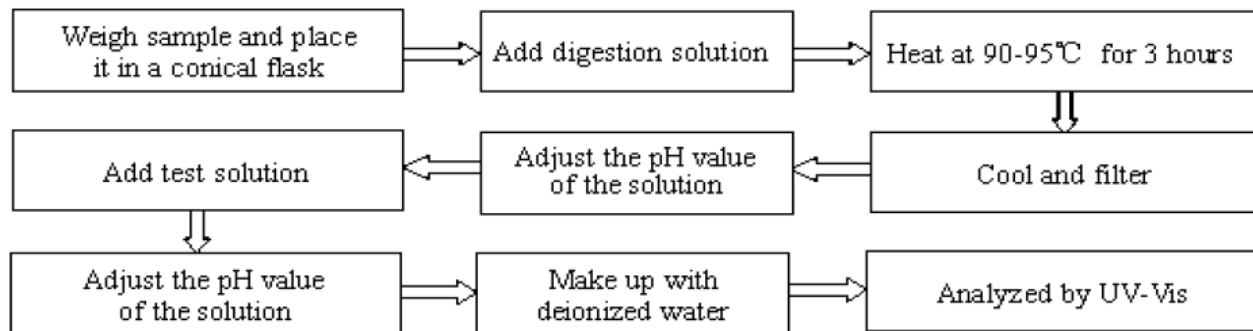 Weigh sample and place
it in a conical flask
Add digestion solution
Heat at 90-95℃ for 3 hours
Cool and filter
Adjust the pH value
of the solution
Add test solution
Adjust the pH value
of the solution
Make up with
deionized water
Analyzed by UV-Vis